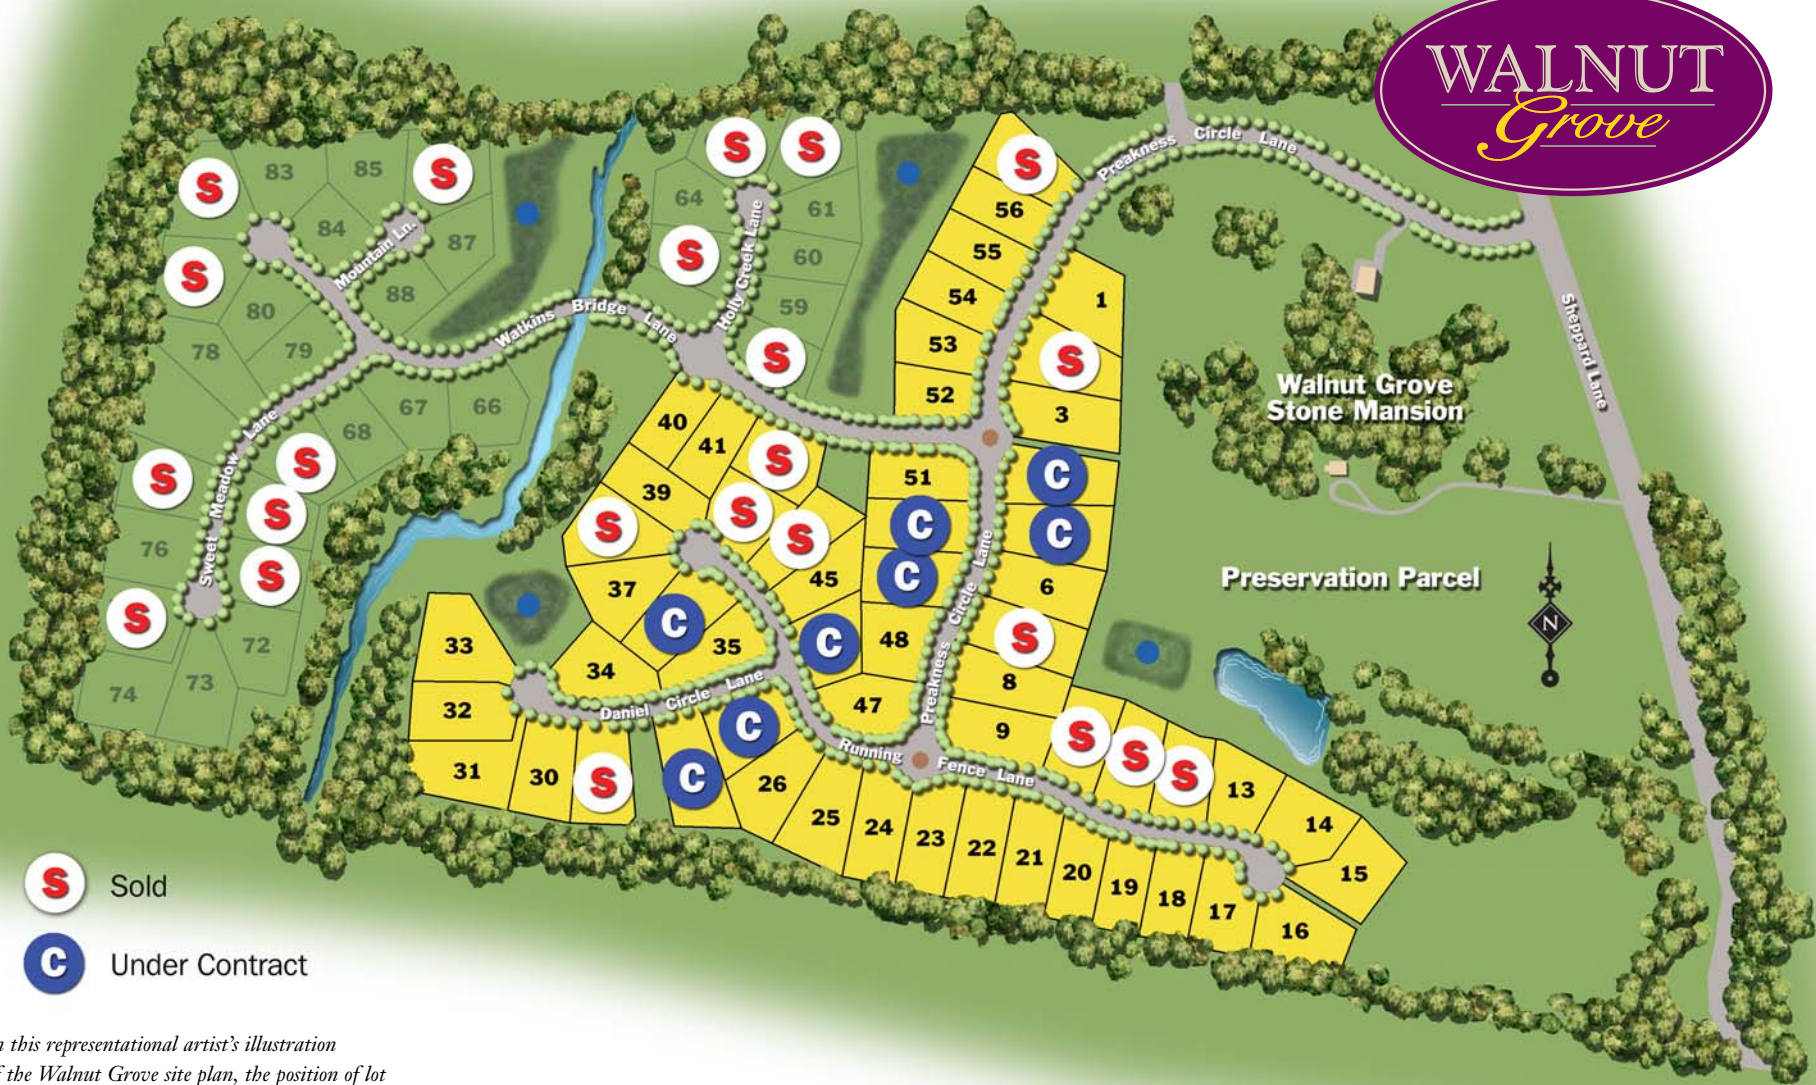 WALNUT
Grove
Preakness Circle Lane
S
S
S
S
S
83
85
84
87
64
61
56
Mountain Ln.
Holly Creek Lane
S
S
60
55
80
88
59
54
1
Watkins Bridge Lane
Sheppard Lane
78
79
S
53
S
52
3
Walnut Grove
Stone Mansion
67
66
68
40
41
S
Sweet Meadow Lane
S
S
39
51
C
S
S
S
S
C
C
76
S
37
45
C
6
Preservation Parcel
N
S
33
C
35
C
48
S
Preakness Circle Lane
72
34
8
74
73
32
Daniel Circle Lane
47
C
9
S
S
S
Running Fence Lane
31
30
S
C
26
13
25
24
23
22
21
20
19
18
17
16
14
15
S Sold
C Under Contract
n this representational artist's illustration
f the Walnut Grove site plan, the position of lot